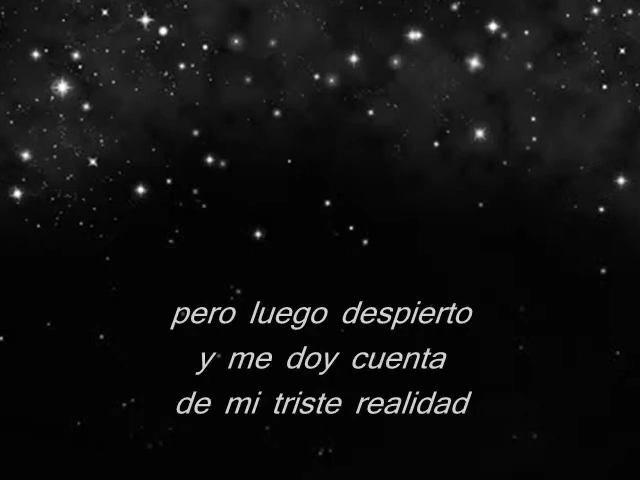 pero luego despierto
y me doy cuenta
de mi triste realidad